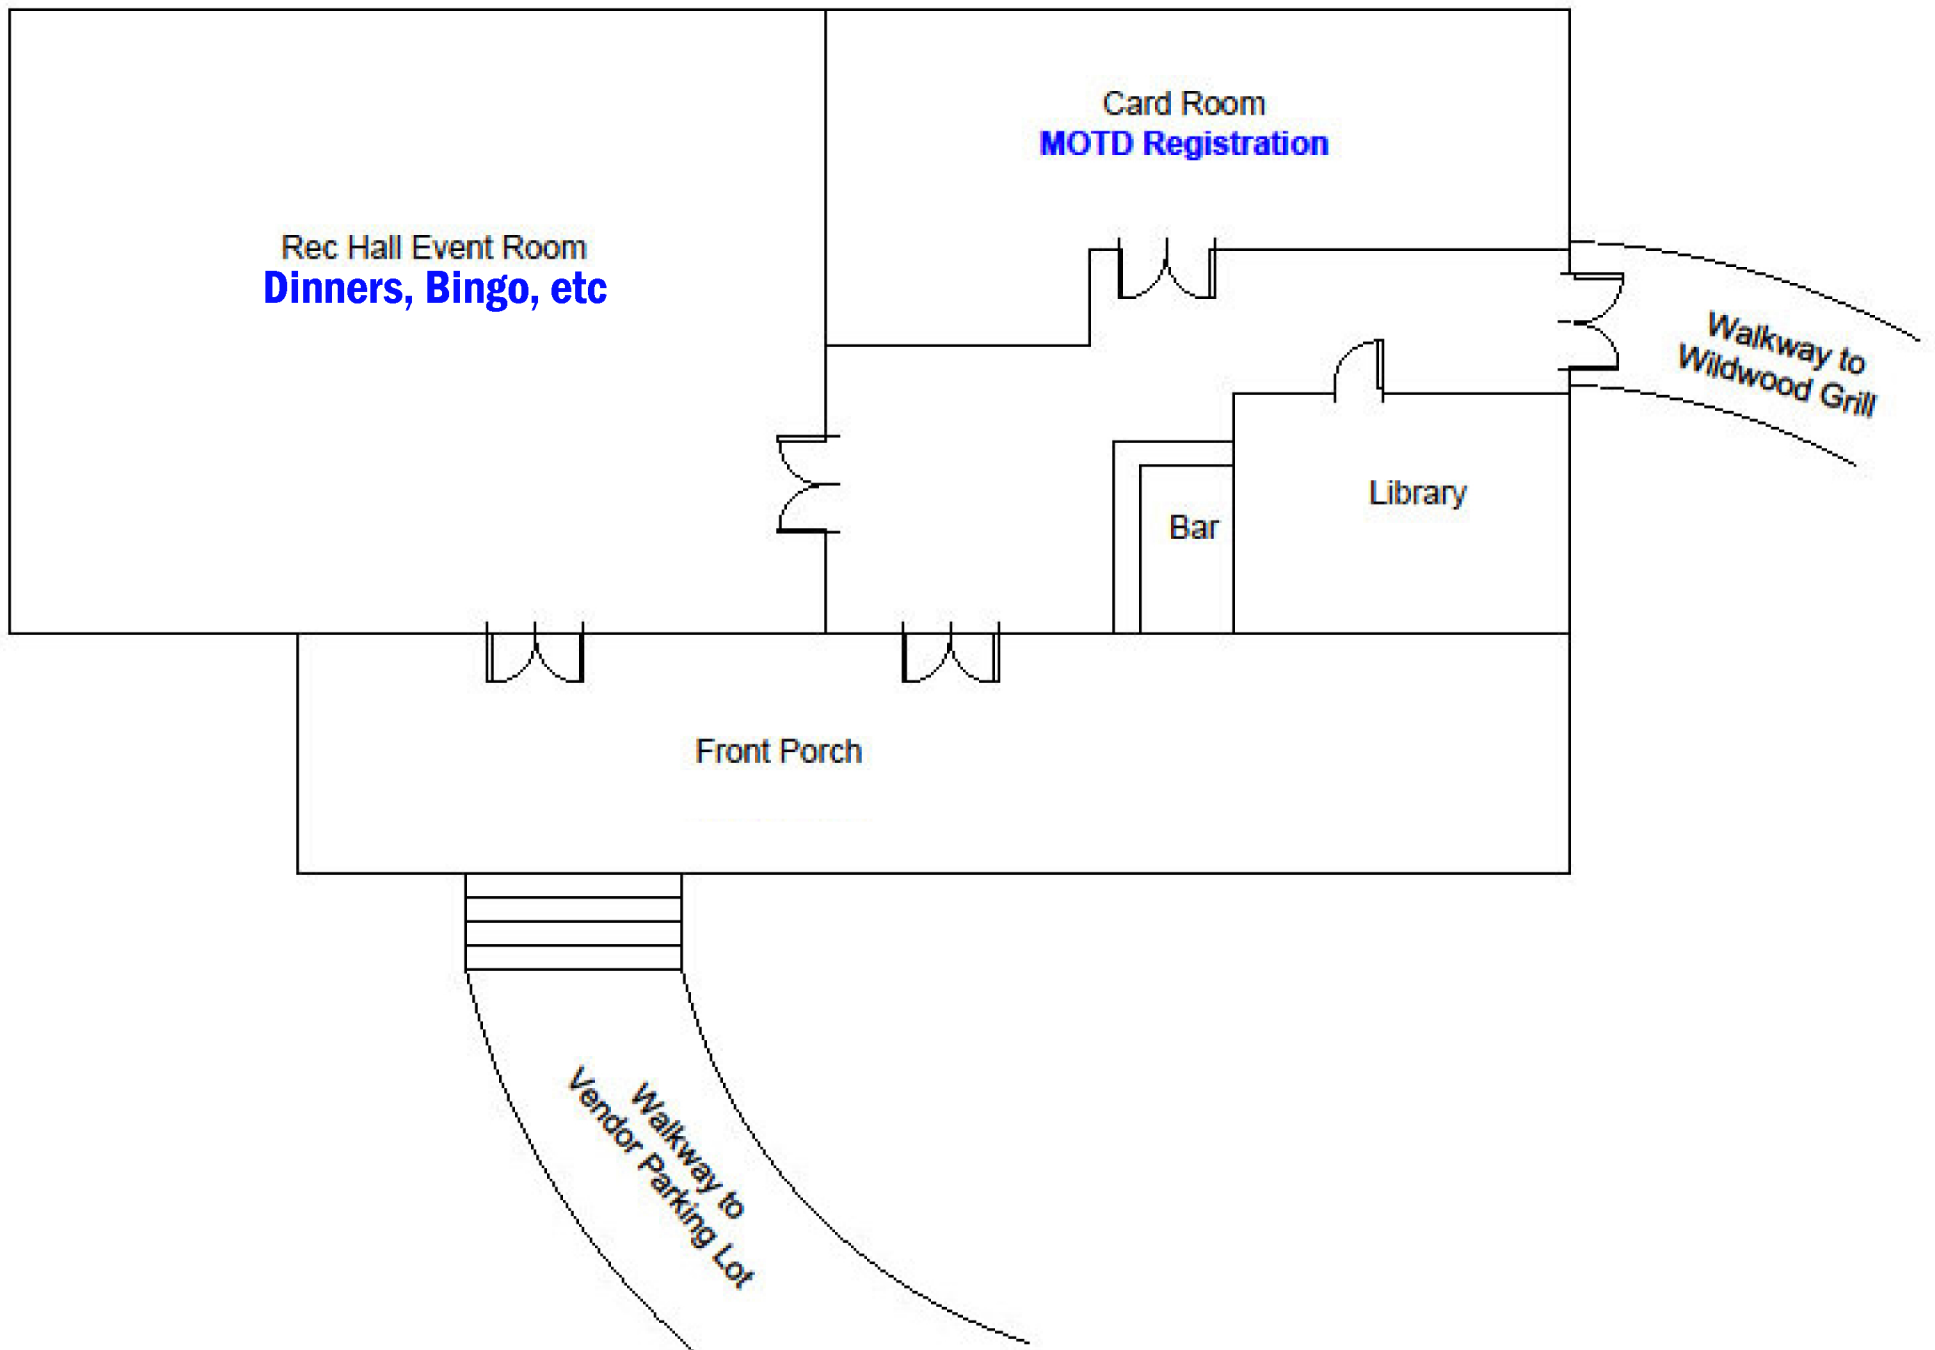 Card Room
MOTD Registration
Rec Hall Event Room
Dinners, Bingo, etc
Walkway to
Wildwood Grill
Library
Bar
Front Porch
Walkway to
Vendor Parking Lot